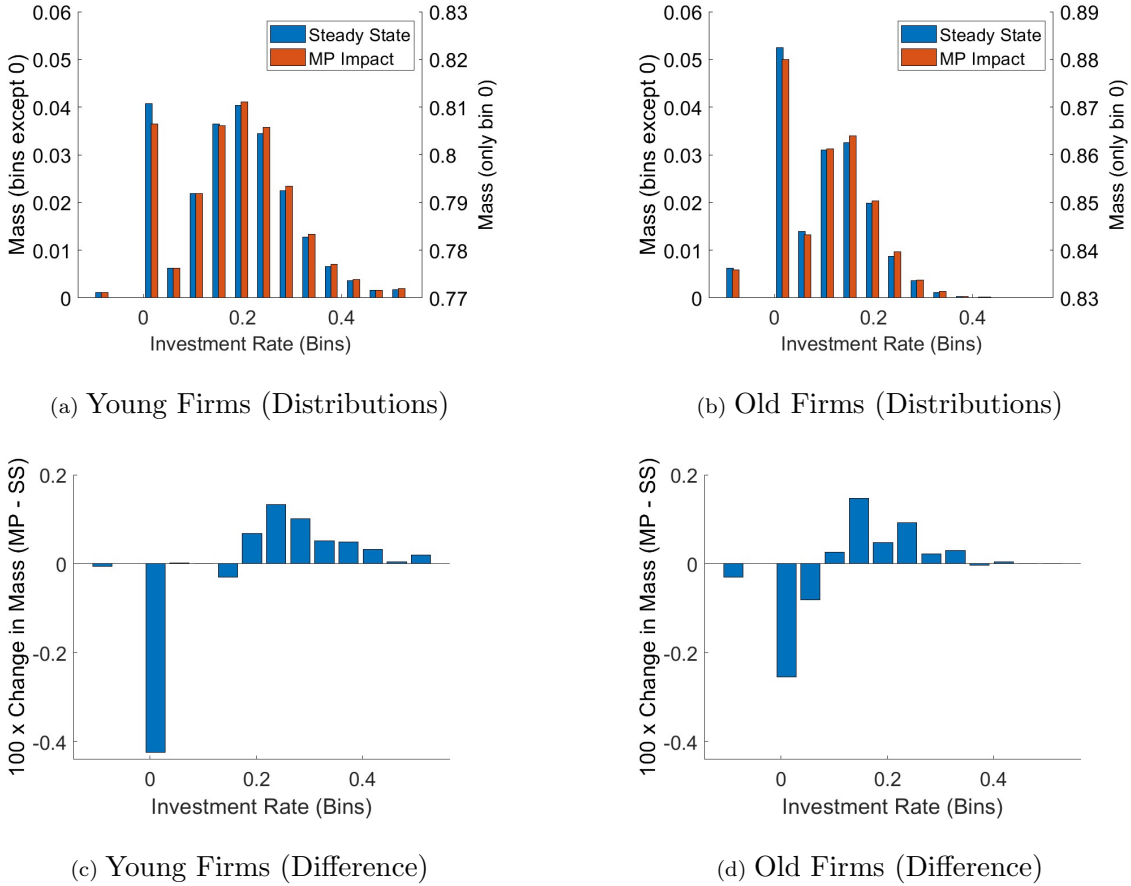 0.06
0.05
0.04
0.03
0.02
0.01
0
Mass (bins except 0)
0.83
0.82
0.81
0.8
0.79
0.78
0.77
Mass (only bin 0)
Steady State
MP Impact
0 0.2 0.4
Investment Rate (Bins)
(a) Young Firms (Distributions)
0.06
0.05
0.04
0.03
0.02
0.01
0
Mass (bins except 0)
0.89
0.88
0.87
0.86
0.85
0.84
0.83
Mass (only bin 0)
Steady State
MP Impact
0 0.2 0.4
Investment Rate (Bins)
(b) Old Firms (Distributions)
100 x Change in Mass (MP - SS)
0.2
0
-0.2
-0.4
0 0.2 0.4
Investment Rate (Bins)
(c) Young Firms (Difference)
100 x Change in Mass (MP - SS)
0.2
0
-0.2
-0.4
0 0.2 0.4
Investment Rate (Bins)
(d) Old Firms (Difference)